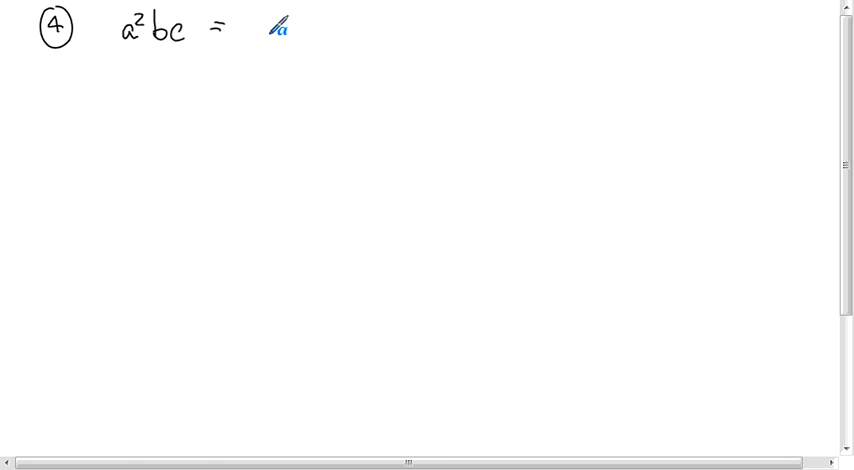 ④ a²bc =